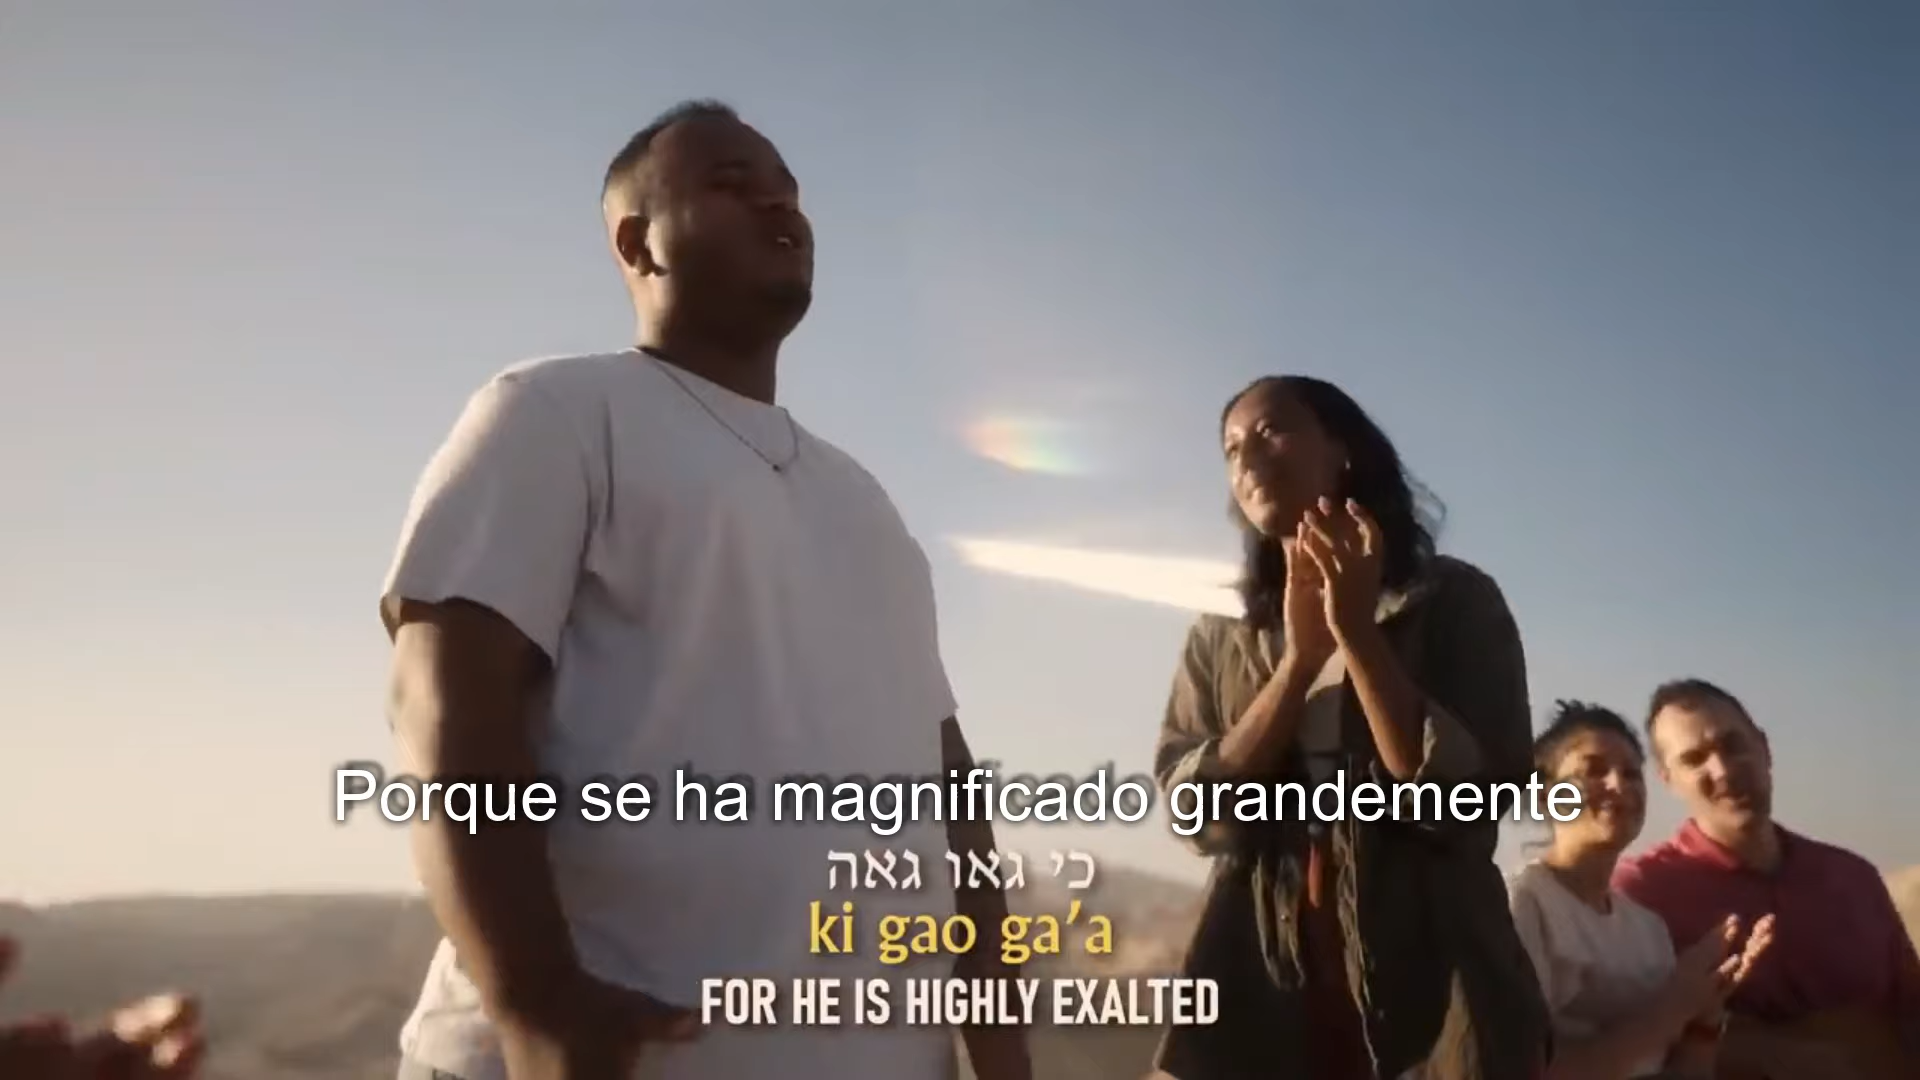 Porque se ha magnificado grandemente
כי גאו גאה
ki gao ga’a
FOR HE IS HIGHLY EXALTED